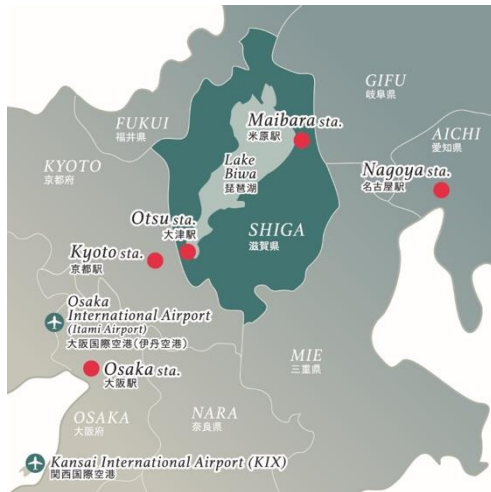 GIFU
岐阜県
FUKUI
福井県
Maibara sta.
米原駅
AICHI
愛知県
KYOTO
京都府
Lake
Biwa
琵琶湖
Nagoya sta.
名古屋駅
Otsu sta.
大津駅
SHIGA
滋賀県
Kyoto sta.
京都駅
Osaka
International Airport
(Itami Airport)
大阪国際空港(伊丹空港)
MIE
三重県
Osaka sta.
大阪駅
OSAKA
大阪府
NARA
奈良県
Kansai International Airport (KIX)
関西国際空港